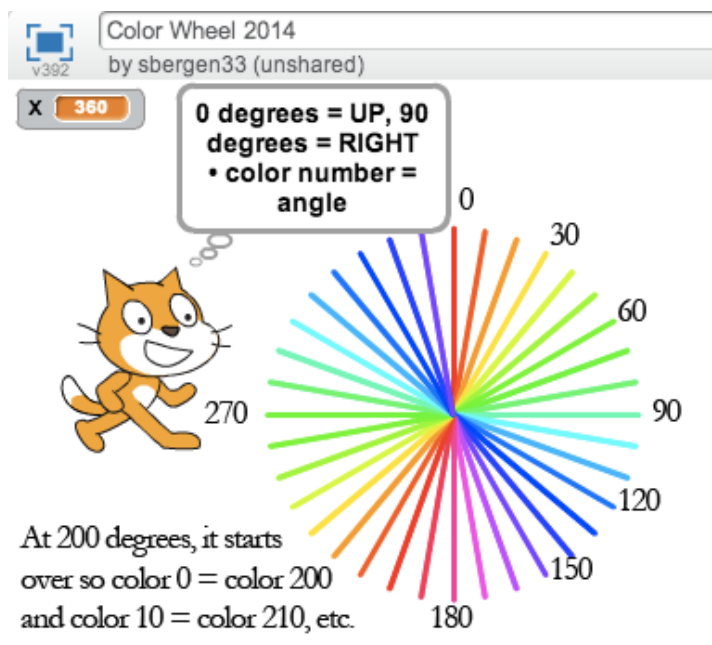 Color Wheel 2014
v392
by sbergen33 (unshared)
X 360
0 degrees = UP, 90
degrees = RIGHT
• color number =
angle
0
30
60
90
120
150
180
270
At 200 degrees, it starts
over so color 0 = color 200
and color 10 = color 210, etc.